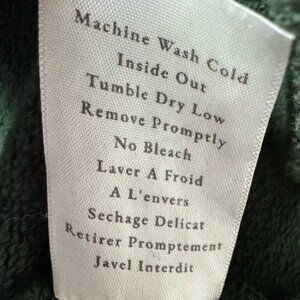 Machine Wash Cold
Inside Out
Tumble Dry Low
Remove Promptly
No Bleach
Laver A Froid
A L'envers
Sechage Delicat
Retirer Promptement
Javel Interdit